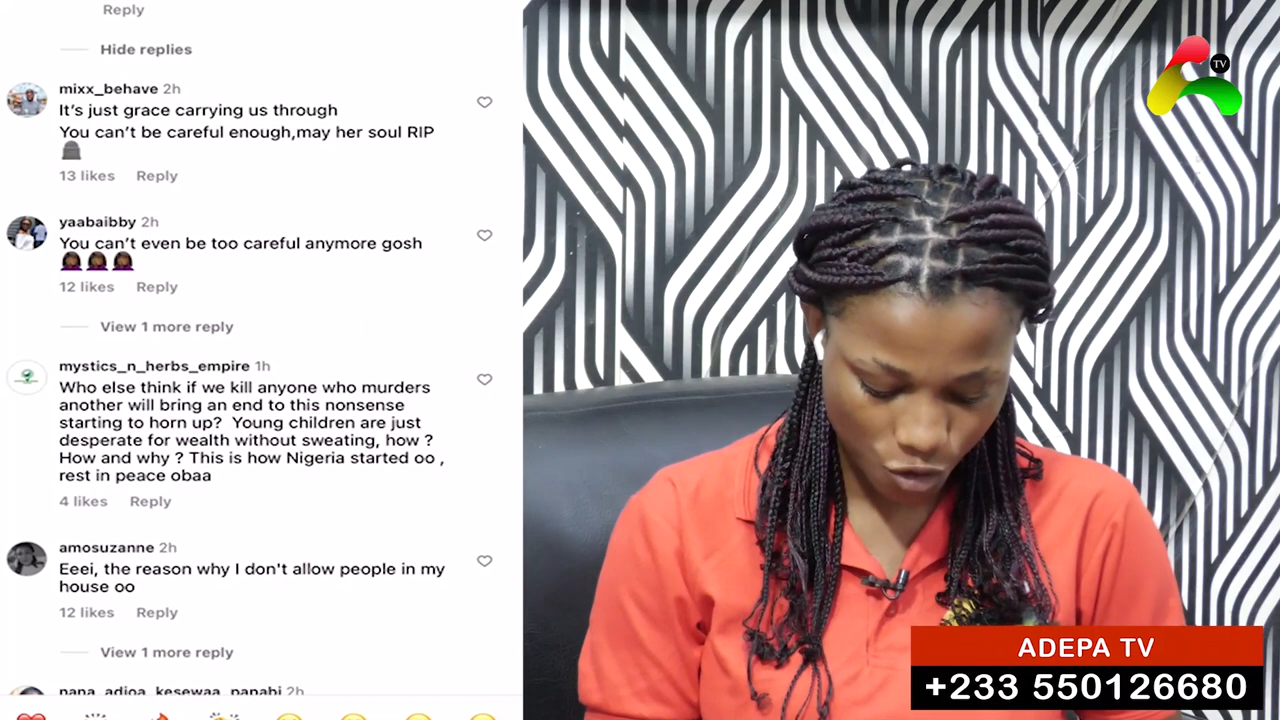 Reply
Hide replies
mixx_behave 2h
It's just grace carrying us through
You can't be careful enough,may her soul RIP
13 likes Reply
yaabaibby 2h
You can't even be too careful anymore gosh
12 likes Reply
View 1 more reply
mystics_n_herbs_empire 1h
Who else think if we kill anyone who murders
another will bring an end to this nonsense
starting to horn up? Young children are just
desperate for wealth without sweating, how ?
How and why ? This is how Nigeria started oo ,
rest in peace obaa
4 likes Reply
amosuzanne 2h
Eeei, the reason why I don't allow people in my
house oo
12 likes Reply
View 1 more reply
nana_adjoa_kesewaa_panabi 2h
TV
ADEPA TV
+233 550126680